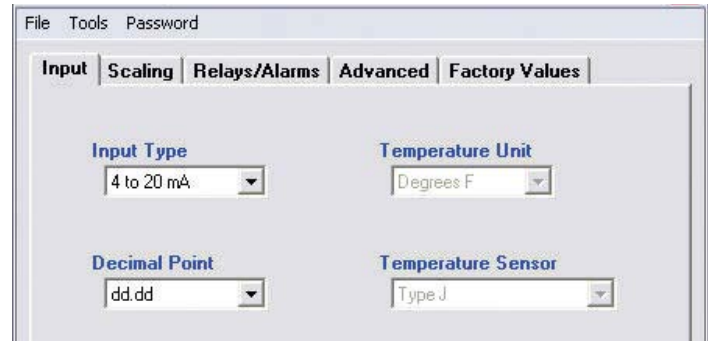 File Tools Password
Input Scaling Relays/Alarms Advanced Factory Values
Input Type Temperature Unit
4 to 20 mA Degrees F
Decimal Point Temperature Sensor
dd.dd Type J